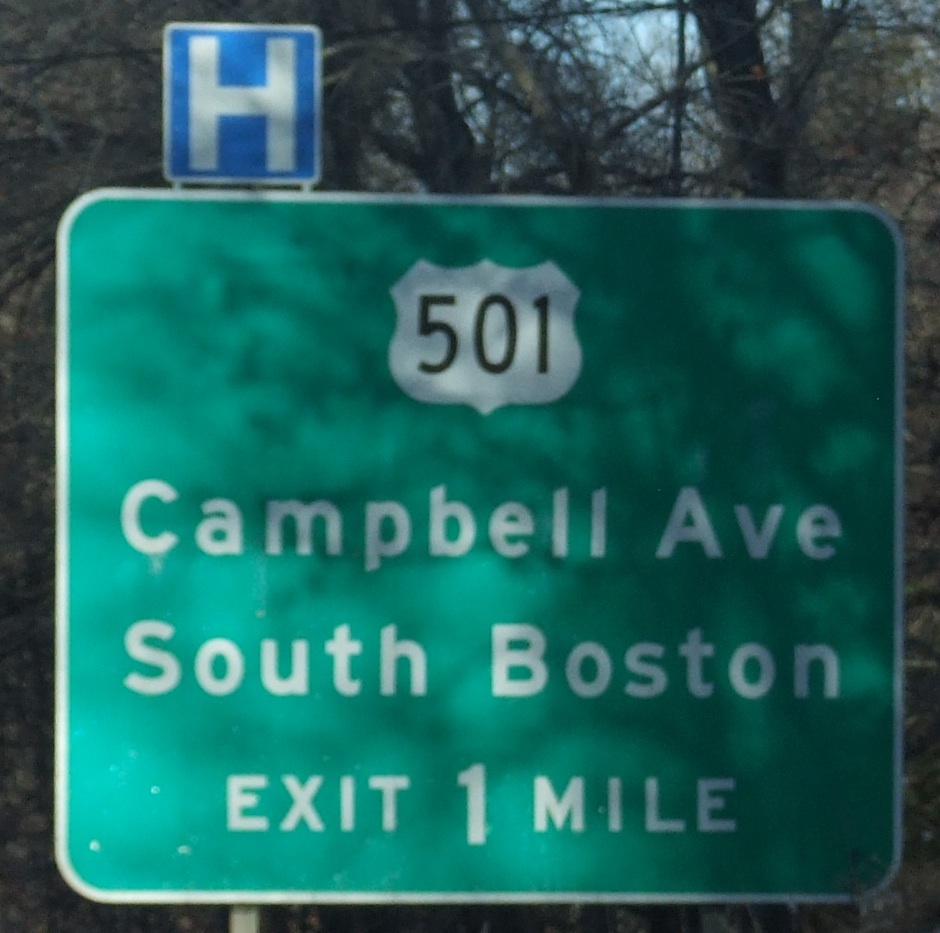 H
501
Campbell Ave
South Boston
EXIT 1 MILE